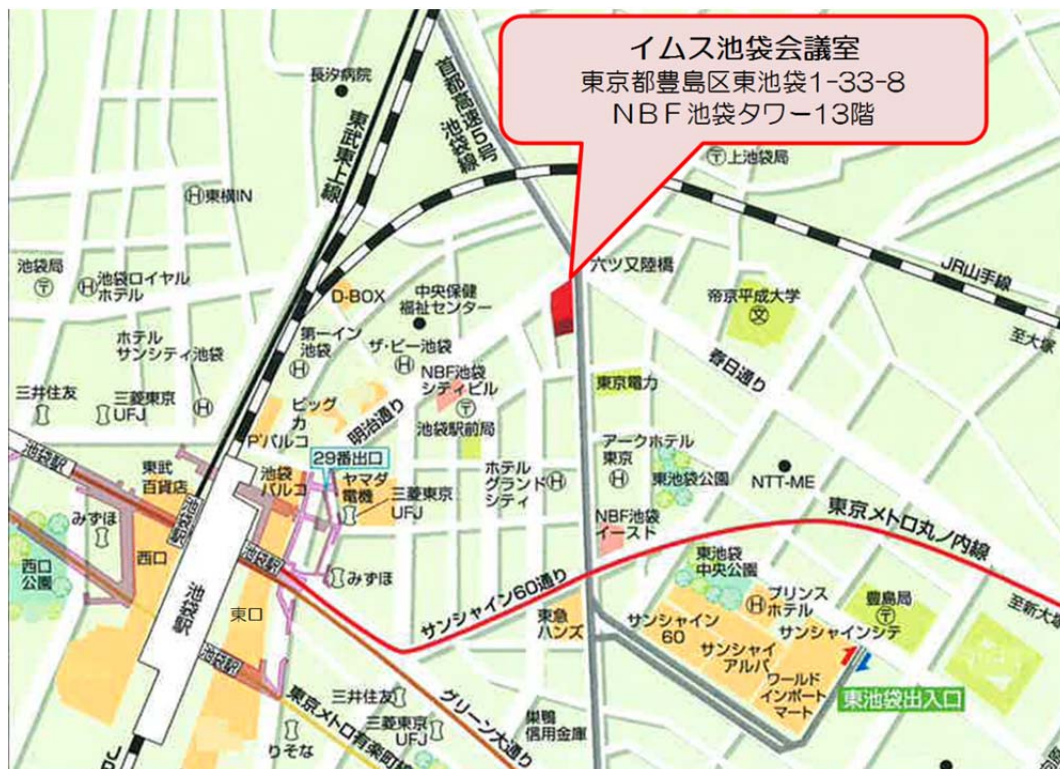 イムス池袋会議室
東京都豊島区東池袋1-33-8
NBF池袋タワー13階
長汐病院
東武東上線
首都高速5号
池袋線
上池袋局
東横IN
池袋局
池袋ロイヤル
ホテル
D-BOX
中央保健
福祉センター
六ツ又陸橋
JR山手線
帝京平成大学
文
至大塚
ホテル
サンシティ池袋
第一イン
池袋
ザ・ビー池袋
NBF池袋
シティビル
東京電力
春日通り
三井住友
三菱東京
UFJ
ビッグ
カ
P'パルコ
明治通り
池袋駅前局
29番出口
アークホテル
東京
池袋駅
東武
百貨店
池袋
パルコ
ヤマダ
電機
三菱東京
UFJ
ホテル
グランド
シティ
東池袋公園
NTT-ME
東京メトロ丸ノ内線
みずほ
池袋駅
西口
池袋駅
NBF池袋
イースト
西口
公園
みずほ
東池袋
中央公園
プリンス
ホテル
豊島局
至新大塚
池袋駅
東口
サンシャイン60通り
東急
ハンズ
サンシャイン
60
サンシャインシテ
サンシャイ
アルパ
ワールド
インポート
マート
東池袋出入口
池袋駅
東京メトロ有楽町線
三井住友
三菱東京
UFJ
りそな
グリーン大通り
巣鴨
信用金庫